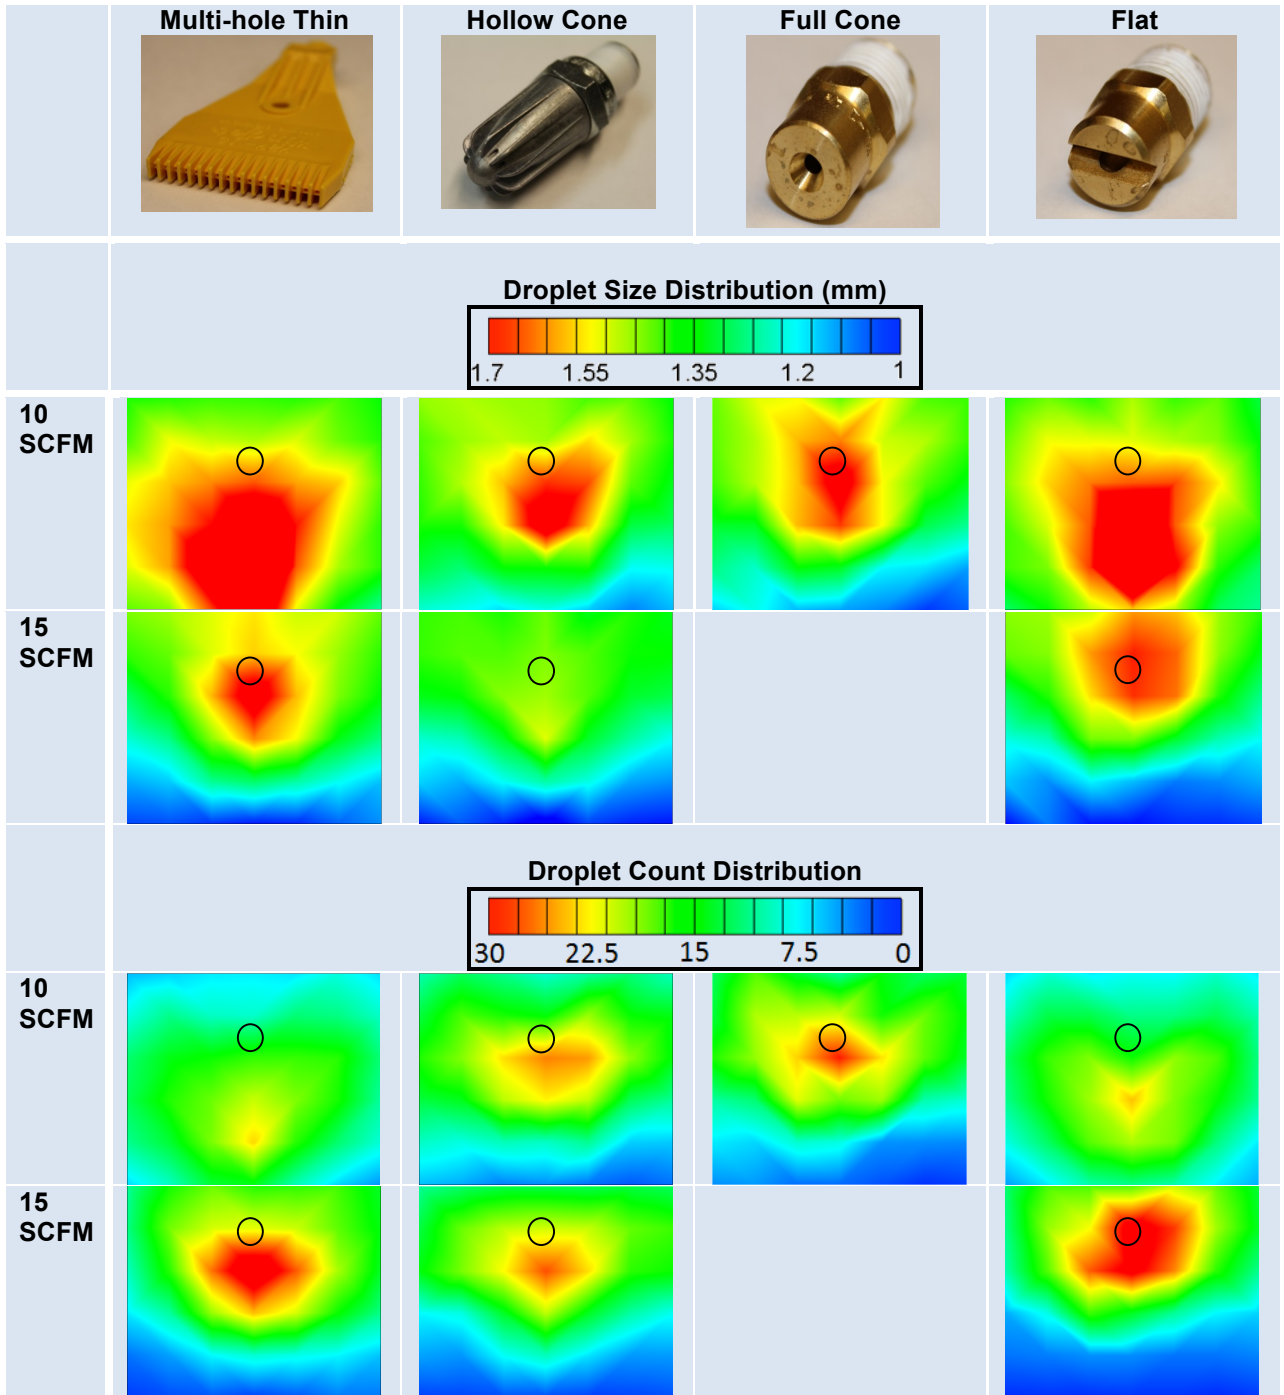 Multi-hole Thin
Hollow Cone
Full Cone
Flat
Droplet Size Distribution (mm)
1.7 1.55 1.35 1.2 1
10
SCFM
15
SCFM
Droplet Count Distribution
30 22.5 15 7.5 0
10
SCFM
15
SCFM